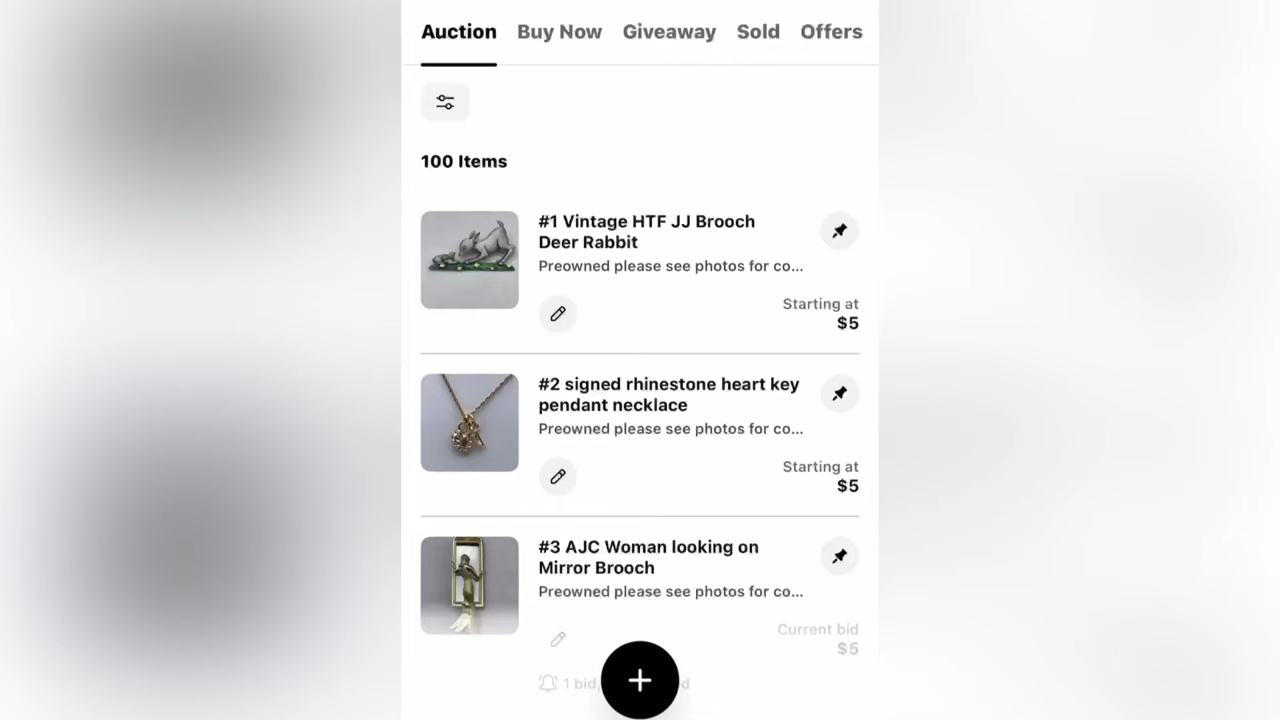 Auction Buy Now Giveaway Sold Offers
100 Items
#1 Vintage HTF JJ Brooch
Deer Rabbit
Preowned please see photos for co...
Starting at
$5
#2 signed rhinestone heart key
pendant necklace
Preowned please see photos for co...
Starting at
$5
#3 AJC Woman looking on
Mirror Brooch
Preowned please see photos for co...
Current bid
$5
1 bid,